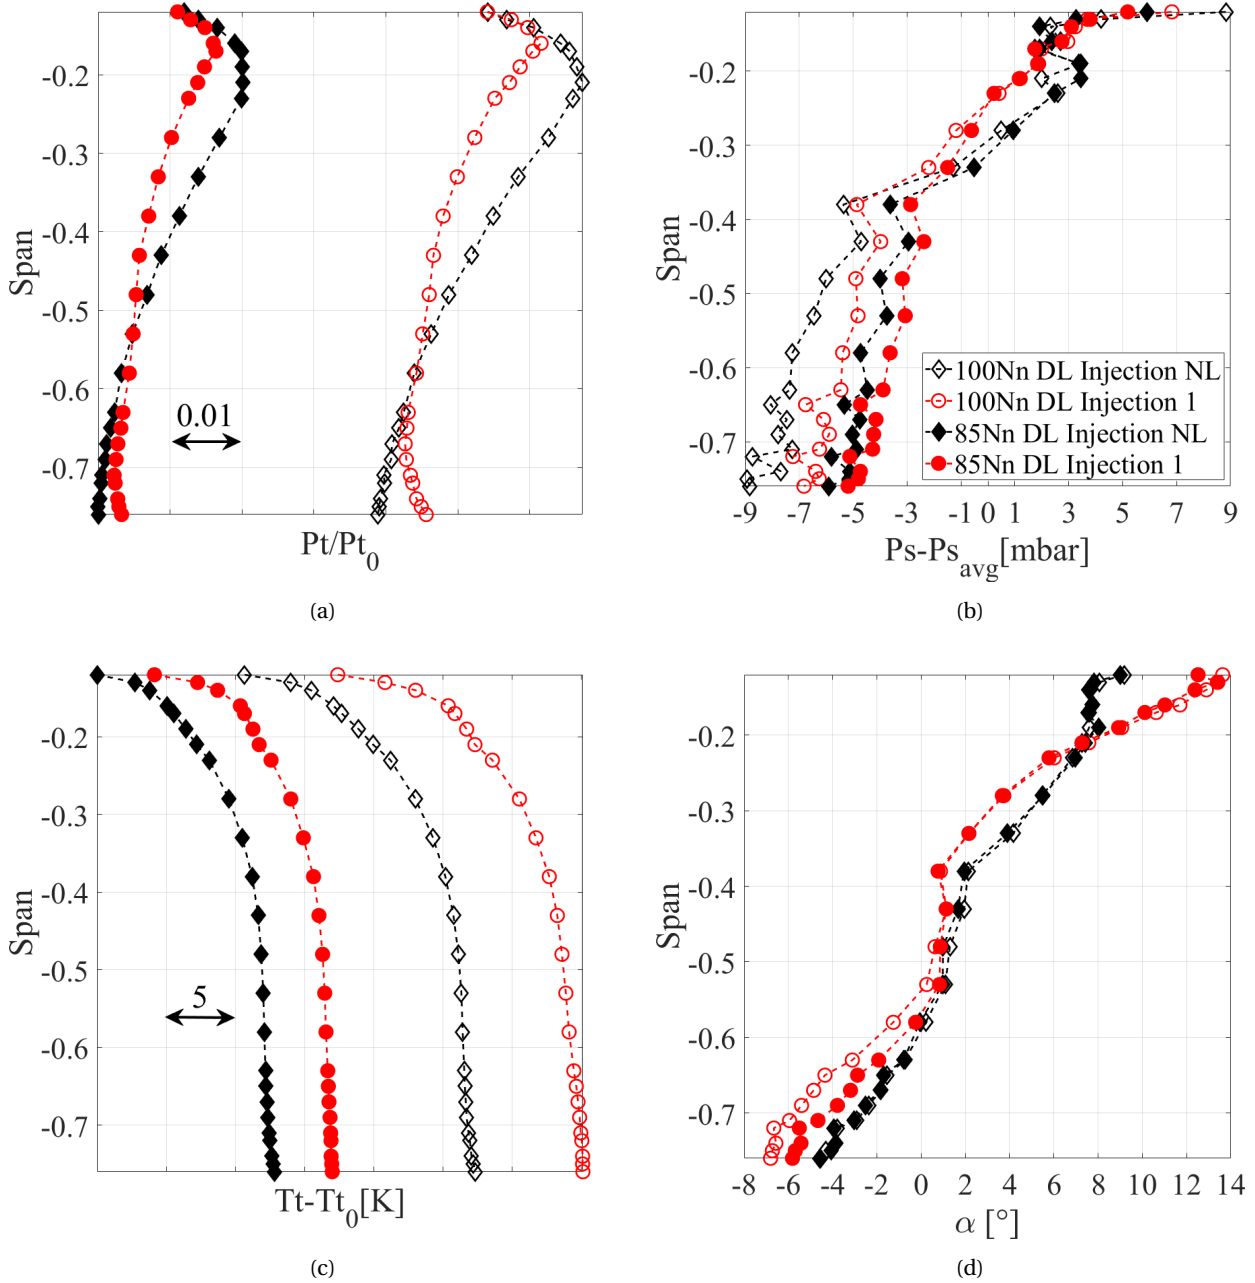 -0.2
-0.3
-0.4
-0.5
-0.6
-0.7
Span
0.01
Pt/Pt0
(a)
-0.2
-0.3
-0.4
-0.5
-0.6
-0.7
Span
100Nn DL Injection NL
100Nn DL Injection 1
85Nn DL Injection NL
85Nn DL Injection 1
-9 -7 -5 -3 -1 0 1 3 5 7 9
Ps-Psavg[mbar]
(b)
-0.2
-0.3
-0.4
-0.5
-0.6
-0.7
Span
5
Tt-Tt0[K]
(c)
-0.2
-0.3
-0.4
-0.5
-0.6
-0.7
Span
-8 -6 -4 -2 0 2 4 6 8 10 12 14
α [°]
(d)